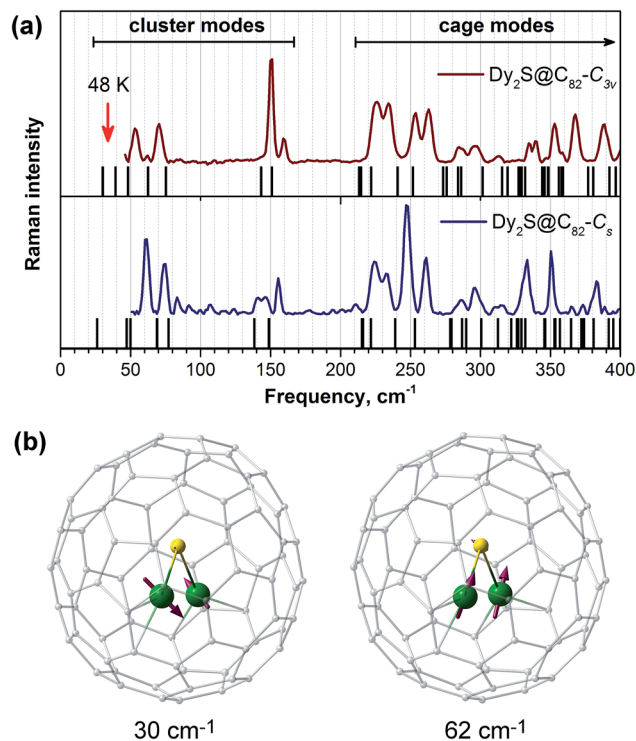 (a)
cluster modes
cage modes
48 K
Dy₂S@C₈₂-C₃ᵥ
Dy₂S@C₈₂-Cₛ
Raman intensity
0 50 100 150 200 250 300 350 400
Frequency, cm⁻¹
(b)
30 cm⁻¹
62 cm⁻¹